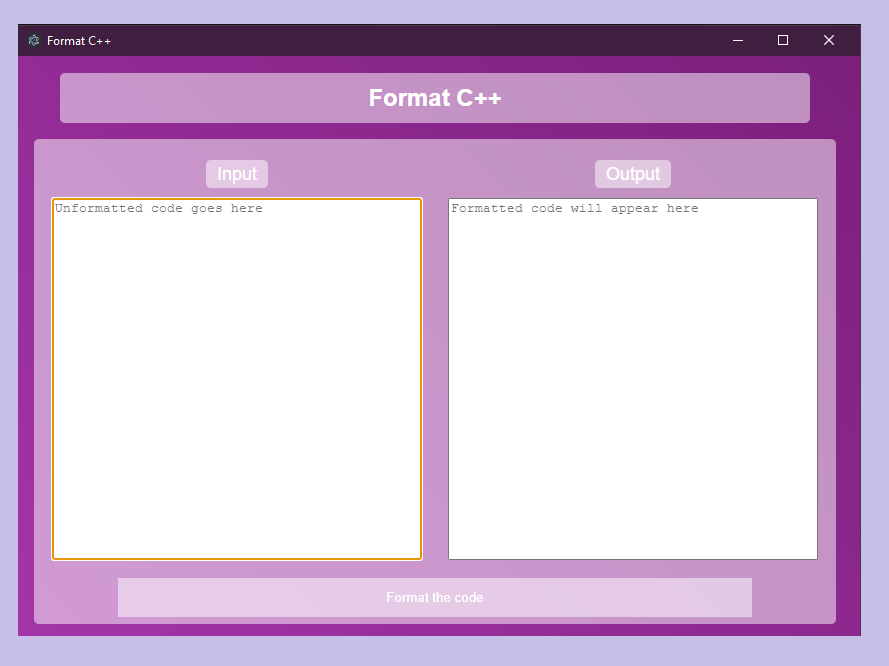 Format C++
Format C++
Input
Output
Unformatted code goes here
Formatted code will appear here
Format the code